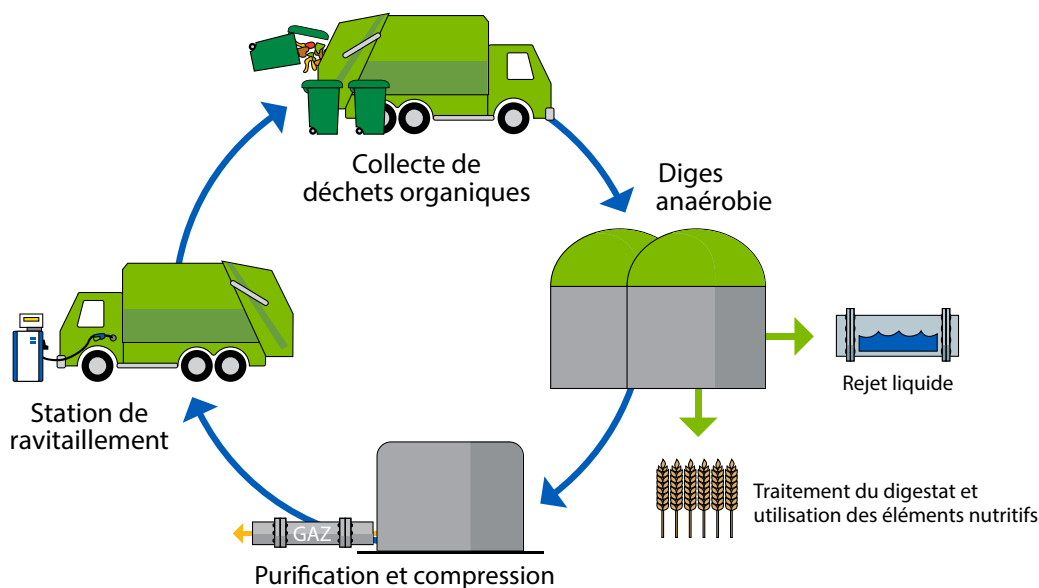 Collecte de
déchets organiques
Diges
anaérobie
Rejet liquide
Station de
ravitaillement
GAZ
Traitement du digestat et
utilisation des éléments nutritifs
Purification et compression